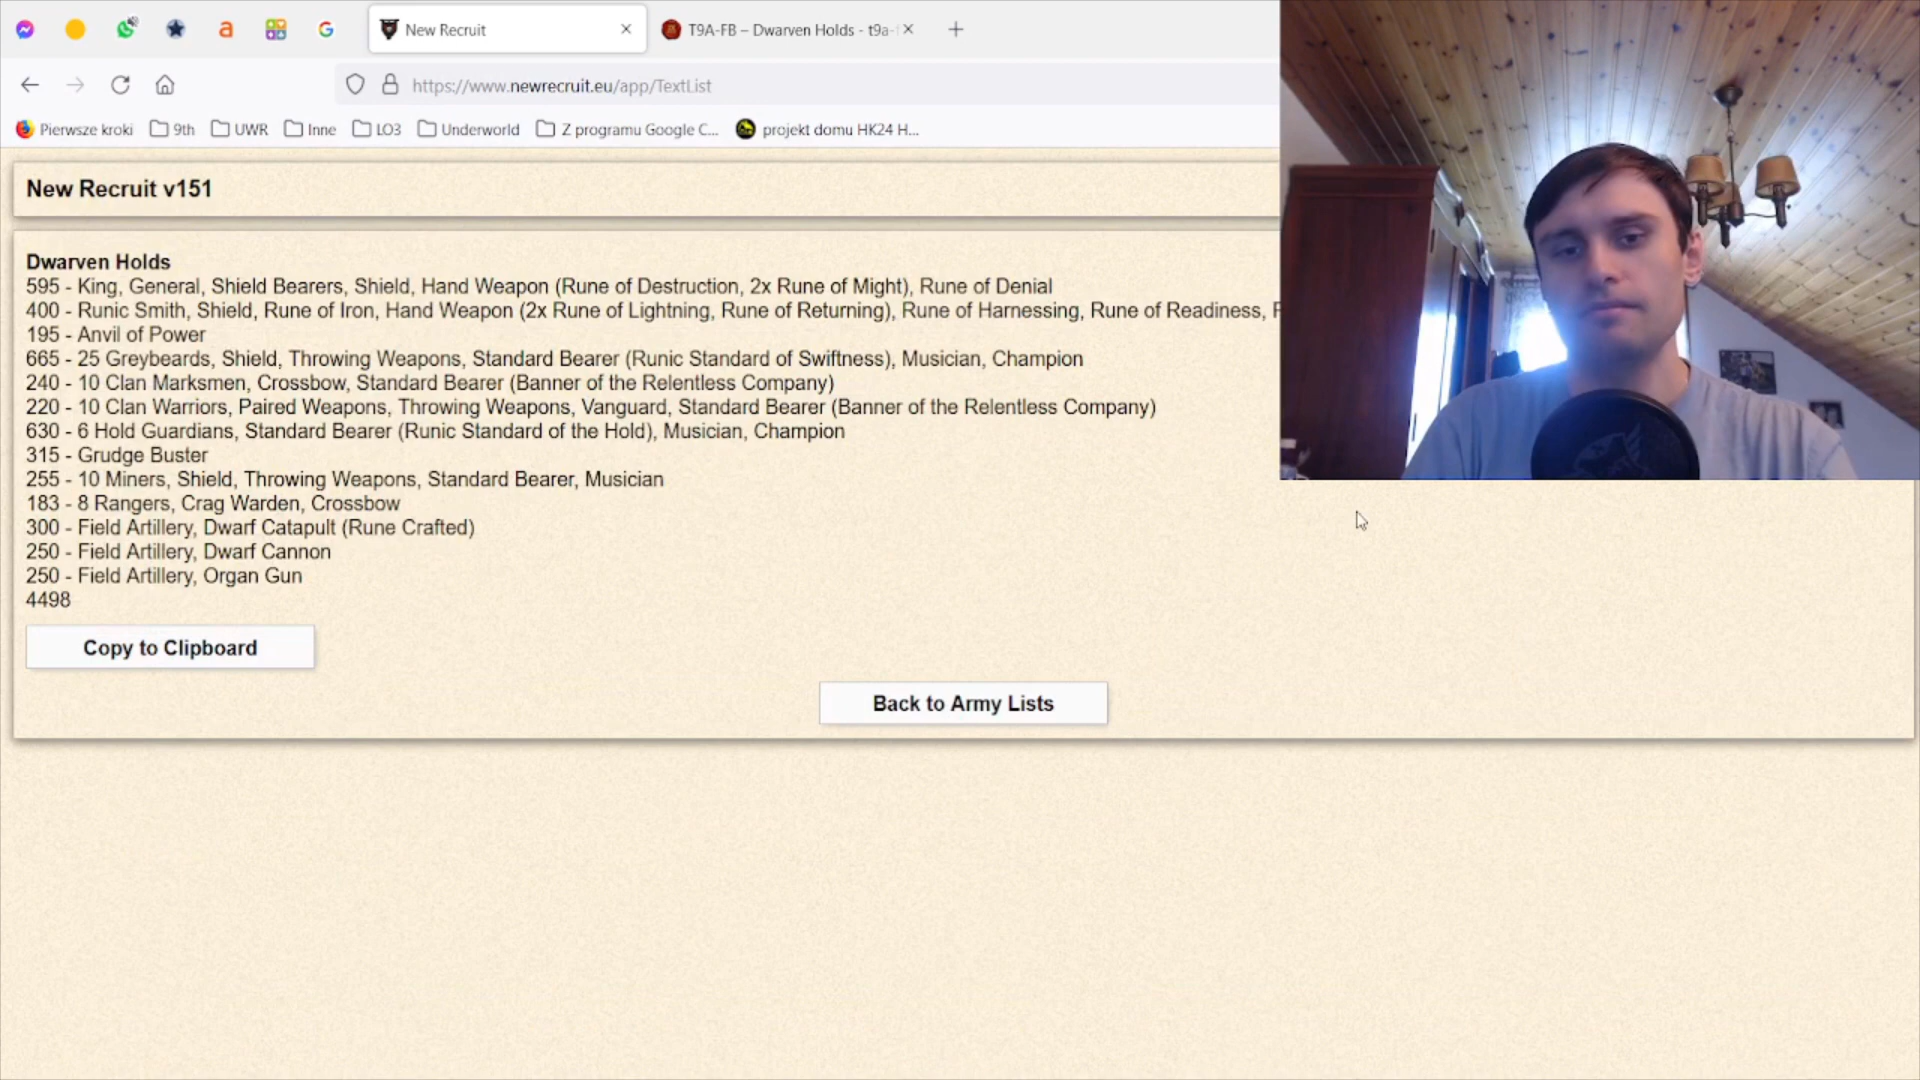 New Recruit
T9A-FB – Dwarven Holds - t9a-
https://www.newrecruit.eu/app/TextList
Pierwsze kroki
9th
UWR
Inne
LO3
Underworld
Z programu Google C...
projekt domu HK24 H...
New Recruit v151
Dwarven Holds
595 - King, General, Shield Bearers, Shield, Hand Weapon (Rune of Destruction, 2x Rune of Might), Rune of Denial
400 - Runic Smith, Shield, Rune of Iron, Hand Weapon (2x Rune of Lightning, Rune of Returning), Rune of Harnessing, Rune of Readiness,
195 - Anvil of Power
665 - 25 Greybeards, Shield, Throwing Weapons, Standard Bearer (Runic Standard of Swiftness), Musician, Champion
240 - 10 Clan Marksmen, Crossbow, Standard Bearer (Banner of the Relentless Company)
220 - 10 Clan Warriors, Paired Weapons, Throwing Weapons, Vanguard, Standard Bearer (Banner of the Relentless Company)
630 - 6 Hold Guardians, Standard Bearer (Runic Standard of the Hold), Musician, Champion
315 - Grudge Buster
255 - 10 Miners, Shield, Throwing Weapons, Standard Bearer, Musician
183 - 8 Rangers, Crag Warden, Crossbow
300 - Field Artillery, Dwarf Catapult (Rune Crafted)
250 - Field Artillery, Dwarf Cannon
250 - Field Artillery, Organ Gun
4498
Copy to Clipboard
Back to Army Lists